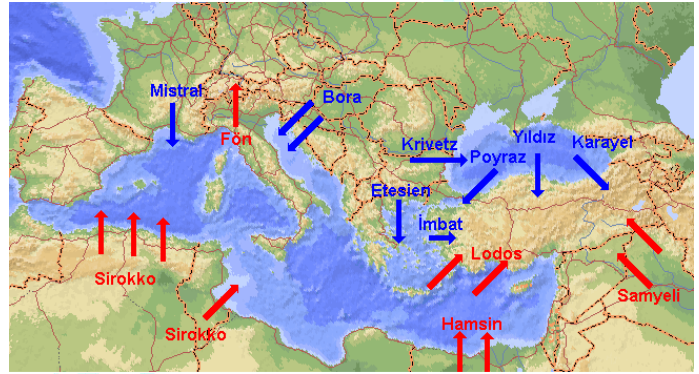 Mistral
Bora
Fön
Krivetz
Yıldız
Karayel
Poyraz
Etesien
İmbat
Lodos
Sirokko
Samyeli
Sirokko
Hamsin